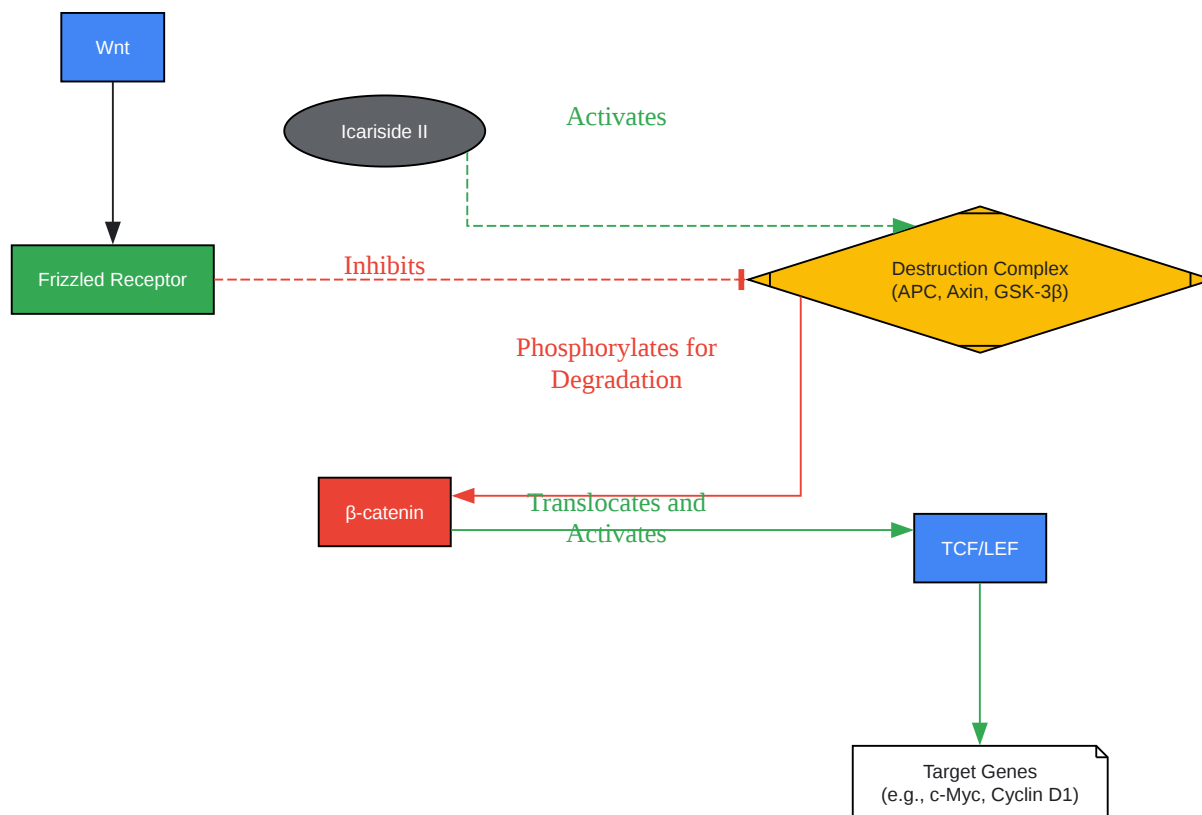 Wnt
Icariside II
Activates
Frizzled Receptor
Inhibits
Destruction Complex
(APC, Axin, GSK-3β)
Phosphorylates for
Degradation
β-catenin
Translocates and
Activates
TCF/LEF
Target Genes
(e.g., c-Myc, Cyclin D1)